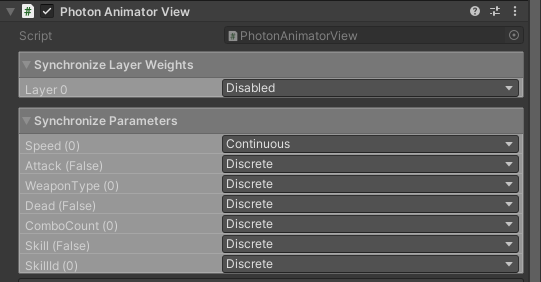 # Photon Animator View
Script # PhotonAnimatorView
Synchronize Layer Weights
Layer 0 Disabled
Synchronize Parameters
Speed (0) Continuous
Attack (False) Discrete
WeaponType (0) Discrete
Dead (False) Discrete
ComboCount (0) Discrete
Skill (False) Discrete
SkillId (0) Discrete